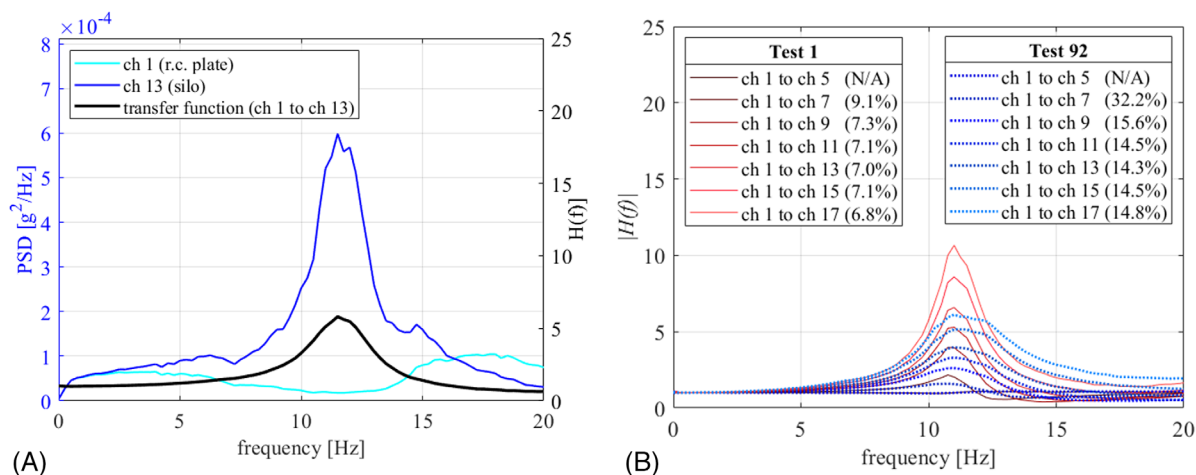 ×10⁻⁴
8
7
6
5
4
3
2
1
0
PSD [g²/Hz]
ch 1 (r.c. plate)
ch 13 (silo)
transfer function (ch 1 to ch 13)
25
20
15
10
5
0
H(f)
0 5 10 15 20
frequency [Hz]
(A)
25
20
15
10
5
0
|H(f)|
Test 1
ch 1 to ch 5 (N/A)
ch 1 to ch 7 (9.1%)
ch 1 to ch 9 (7.3%)
ch 1 to ch 11 (7.1%)
ch 1 to ch 13 (7.0%)
ch 1 to ch 15 (7.1%)
ch 1 to ch 17 (6.8%)
Test 92
ch 1 to ch 5 (N/A)
ch 1 to ch 7 (32.2%)
ch 1 to ch 9 (15.6%)
ch 1 to ch 11 (14.5%)
ch 1 to ch 13 (14.3%)
ch 1 to ch 15 (14.5%)
ch 1 to ch 17 (14.8%)
0 5 10 15 20
frequency [Hz]
(B)